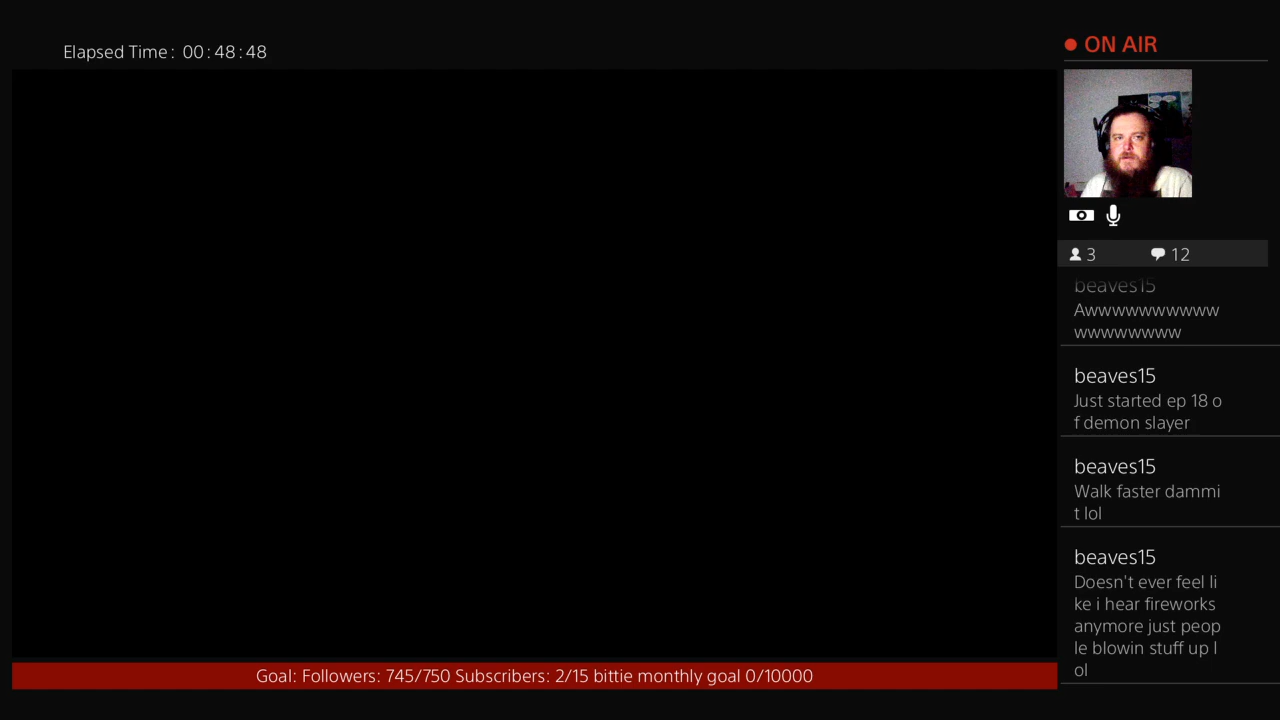 Elapsed Time: 00:48:48
ON AIR
3 12
beaves15
Awwwwwwwwww
wwwwwwww
beaves15
Just started ep 18 o
f demon slayer
beaves15
Walk faster dammi
t lol
beaves15
Doesn't ever feel li
ke i hear fireworks
anymore just peop
le blowin stuff up l
ol
Goal: Followers: 745/750 Subscribers: 2/15 bittie monthly goal 0/10000